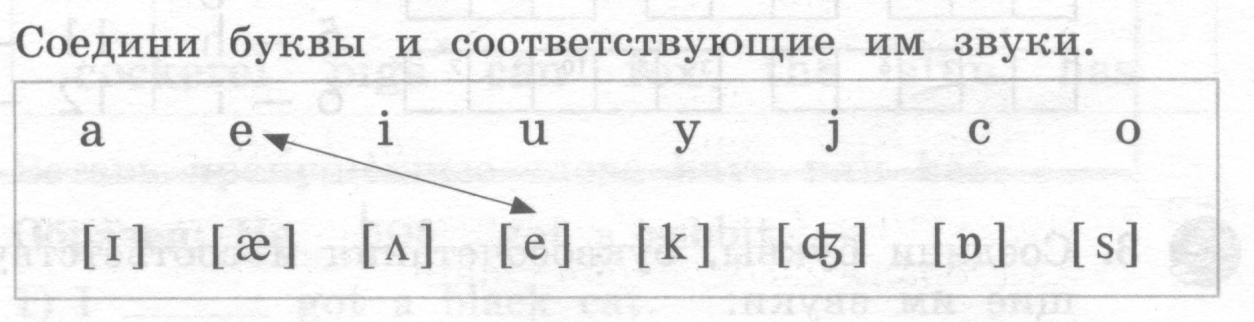 Соедини буквы и соответствующие им звуки.
a e i u y j c o
[ɪ] [æ] [ʌ] [e] [k] [ʤ] [ɒ] [s]